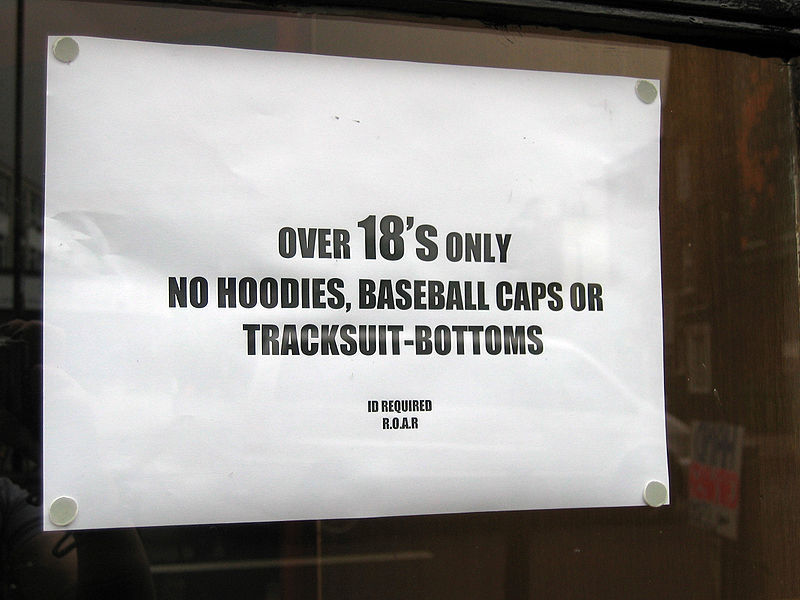 OVER 18'S ONLY
NO HOODIES, BASEBALL CAPS OR
TRACKSUIT-BOTTOMS
ID REQUIRED
R.O.A.R